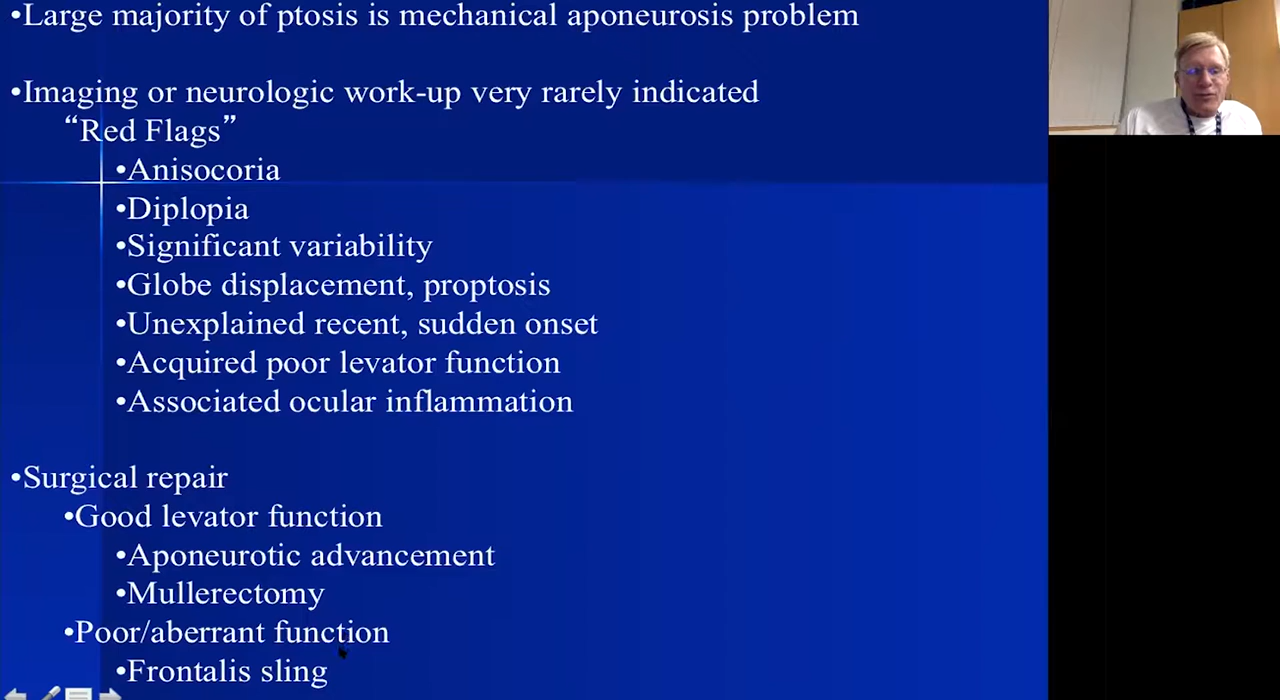 •Large majority of ptosis is mechanical aponeurosis problem
•Imaging or neurologic work-up very rarely indicated
“Red Flags”
•Anisocoria
•Diplopia
•Significant variability
•Globe displacement, proptosis
•Unexplained recent, sudden onset
•Acquired poor levator function
•Associated ocular inflammation
•Surgical repair
•Good levator function
•Aponeurotic advancement
•Mullerectomy
•Poor/aberrant function
•Frontalis sling